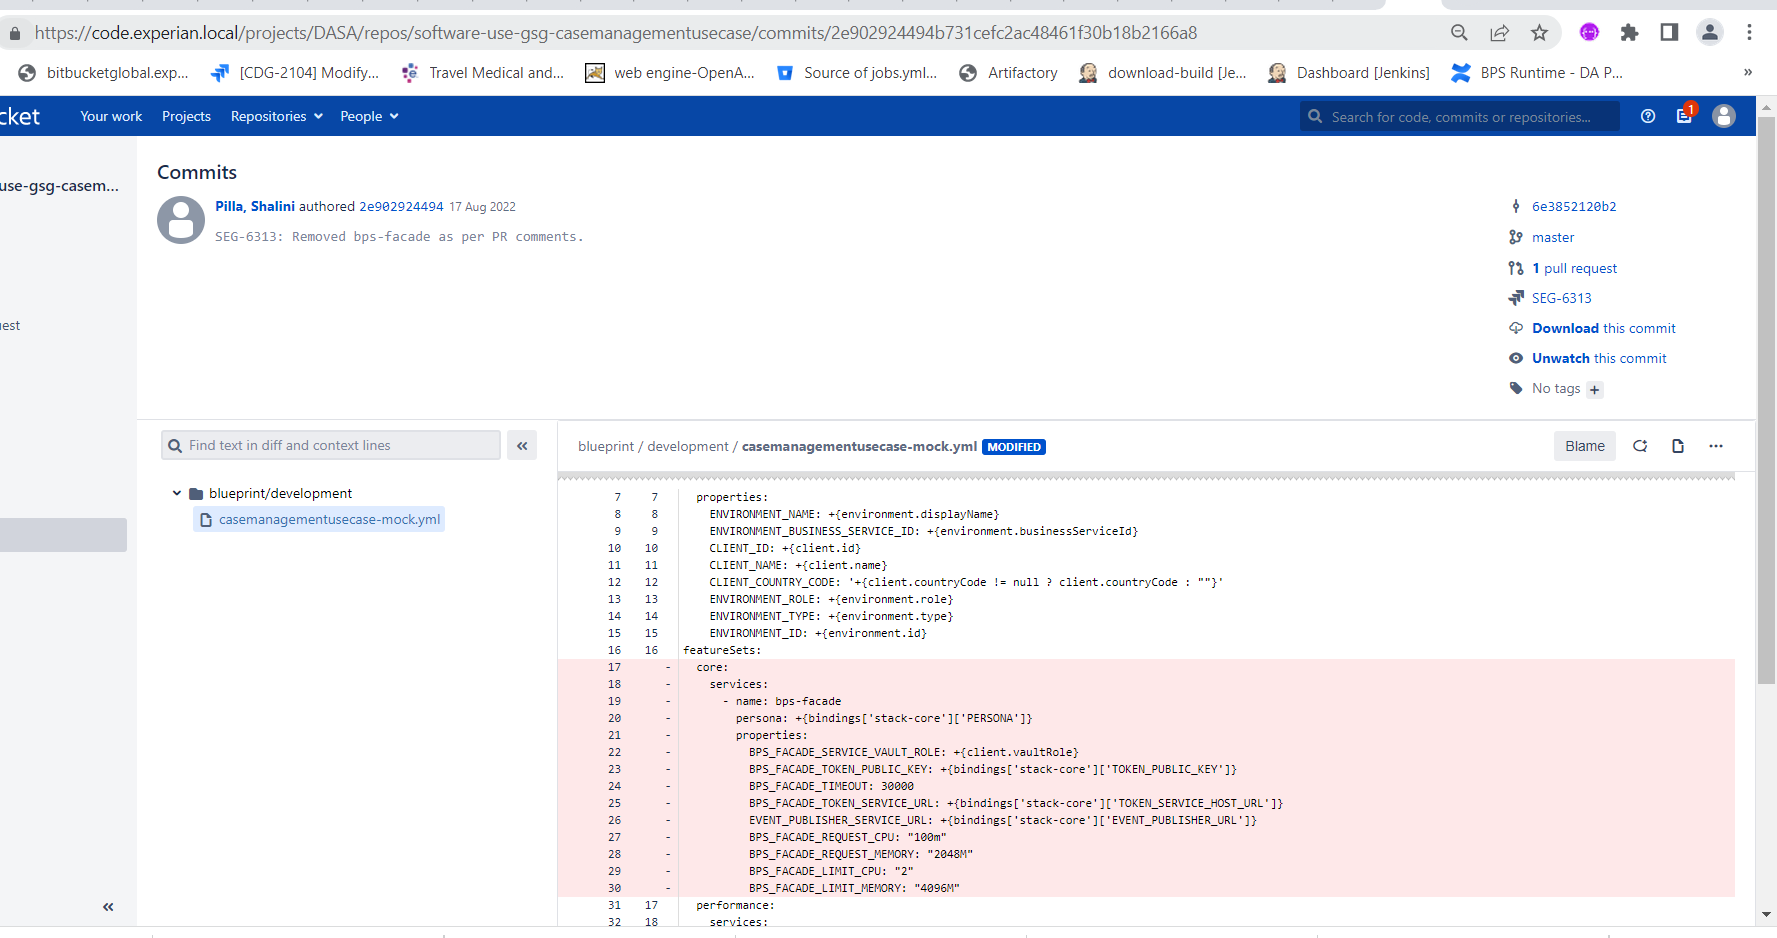 https://code.experian.local/projects/DASA/repos/software-use-gsg-casemanagementusecase/commits/2e902924494b731cefc2ac48461f30b18b2166a8
bitbucketglobal.exp... [CDG-2104] Modify... Travel Medical and... web engine-OpenA... Source of jobs.yml... Artifactory download-build [Je... Dashboard [Jenkins] BPS Runtime - DA P... »
cket Your work Projects Repositories People Search for code, commits or repositories... 1
use-gsg-casem...
Commits
Pilla, Shalini authored 2e902924494 17 Aug 2022
SEG-6313: Removed bps-facade as per PR comments.
6e3852120b2
master
1 pull request
SEG-6313
Download this commit
Unwatch this commit
No tags +
est
Find text in diff and context lines «
blueprint/development
casemanagementusecase-mock.yml
«
blueprint / development / casemanagementusecase-mock.yml MODIFIED Blame ...
7 7 properties:
8 8 ENVIRONMENT_NAME: +{environment.displayName}
9 9 ENVIRONMENT_BUSINESS_SERVICE_ID: +{environment.businessServiceId}
10 10 CLIENT_ID: +{client.id}
11 11 CLIENT_NAME: +{client.name}
12 12 CLIENT_COUNTRY_CODE: '+{client.countryCode != null ? client.countryCode : ""}'
13 13 ENVIRONMENT_ROLE: +{environment.role}
14 14 ENVIRONMENT_TYPE: +{environment.type}
15 15 ENVIRONMENT_ID: +{environment.id}
16 16 featureSets:
17 - core:
18 - services:
19 - - name: bps-facade
20 - persona: +{bindings['stack-core']['PERSONA']}
21 - properties:
22 - BPS_FACADE_SERVICE_VAULT_ROLE: +{client.vaultRole}
23 - BPS_FACADE_TOKEN_PUBLIC_KEY: +{bindings['stack-core']['TOKEN_PUBLIC_KEY']}
24 - BPS_FACADE_TIMEOUT: 30000
25 - BPS_FACADE_TOKEN_SERVICE_URL: +{bindings['stack-core']['TOKEN_SERVICE_HOST_URL']}
26 - EVENT_PUBLISHER_SERVICE_URL: +{bindings['stack-core']['EVENT_PUBLISHER_URL']}
27 - BPS_FACADE_REQUEST_CPU: "100m"
28 - BPS_FACADE_REQUEST_MEMORY: "2048M"
29 - BPS_FACADE_LIMIT_CPU: "2"
30 - BPS_FACADE_LIMIT_MEMORY: "4096M"
31 17 performance:
32 18 services: